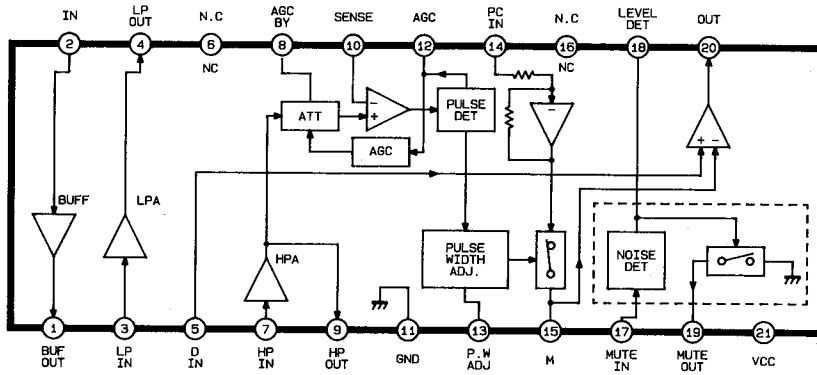 IN
LP
OUT
N.C
AGC
BY
SENSE
AGC
PC
IN
N.C
LEVEL
DET
OUT
2
4
6
8
10
12
14
16
18
20
NC
NC
ATT
-
+
PULSE
DET
-
AGC
+ -
BUFF
LPA
HPA
PULSE
WIDTH
ADJ.
NOISE
DET
1
3
5
7
9
11
13
15
17
19
21
BUF
OUT
LP
IN
D
IN
HP
IN
HP
OUT
GND
P.W
ADJ
M
MUTE
IN
MUTE
OUT
VCC